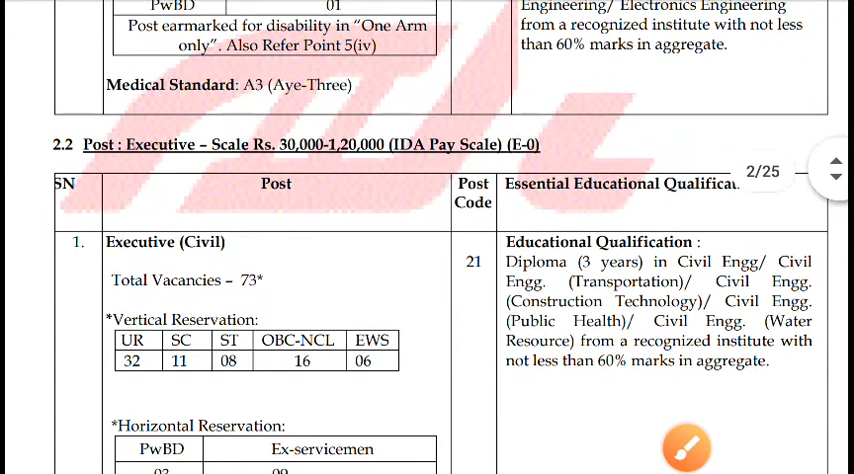 PwBD 01
Post earmarked for disability in “One Arm
only”. Also Refer Point 5(iv)
Medical Standard: A3 (Aye-Three)
Engineering/ Electronics Engineering
from a recognized institute with not less
than 60% marks in aggregate.
2.2 Post : Executive – Scale Rs. 30,000-1,20,000 (IDA Pay Scale) (E-0)
2/25
SN Post Post Code Essential Educational
1. Executive (Civil)
Total Vacancies – 73*
*Vertical Reservation:
UR SC ST OBC-NCL EWS
32 11 08 16 06
*Horizontal Reservation:
PwBD Ex-servicemen
21
Educational Qualification :
Diploma (3 years) in Civil Engg/ Civil
Engg. (Transportation)/ Civil Engg.
(Construction Technology)/ Civil Engg.
(Public Health)/ Civil Engg. (Water
Resource) from a recognized institute with
not less than 60% marks in aggregate.